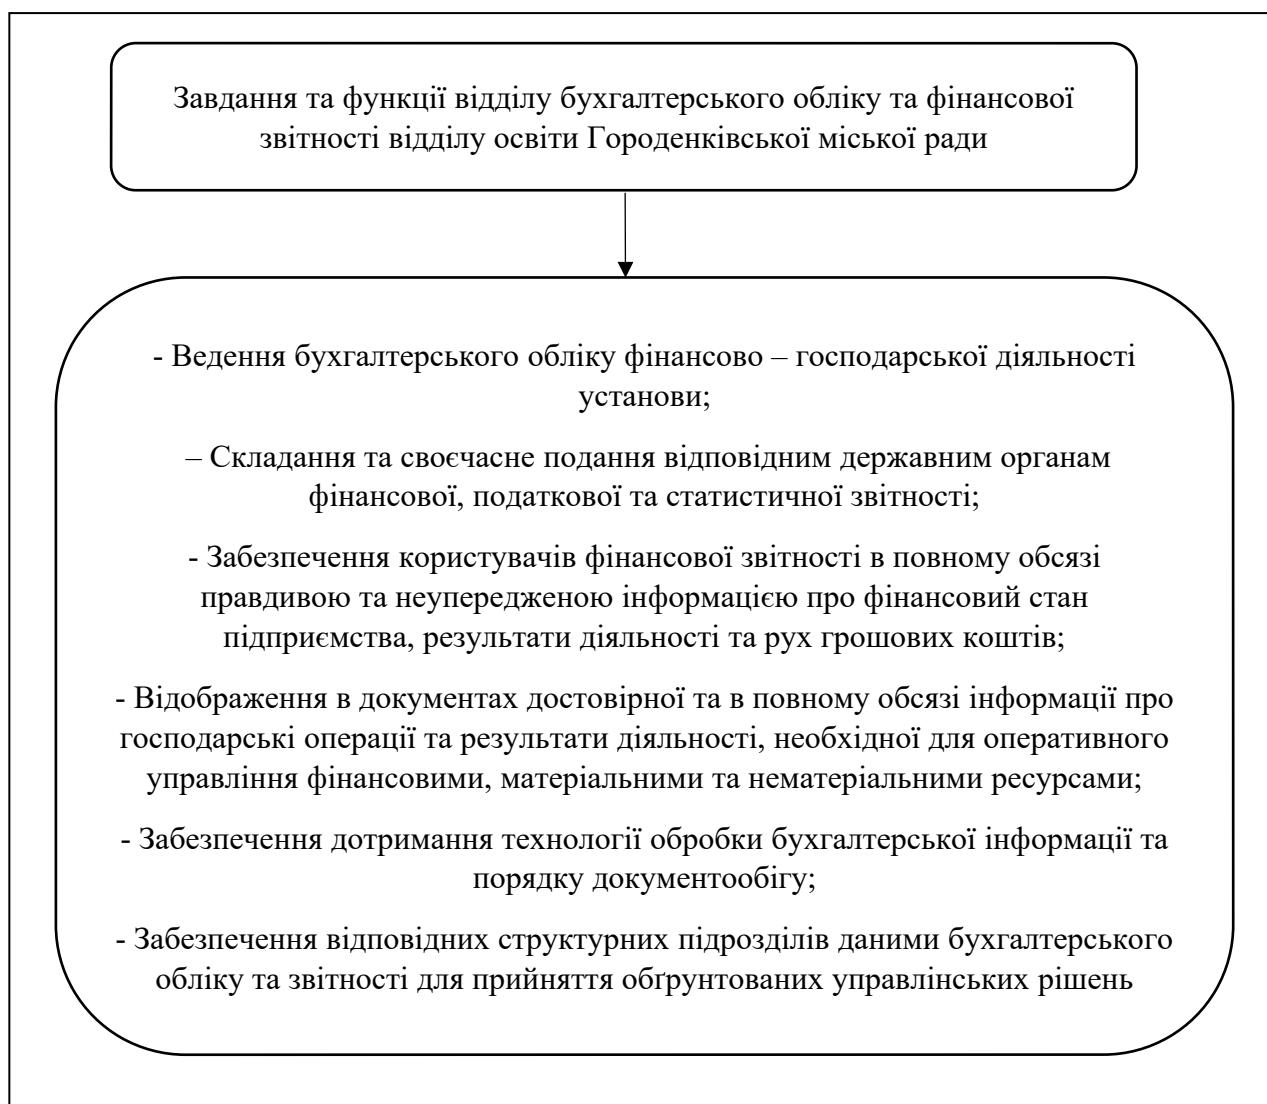 Завдання та функції відділу бухгалтерського обліку та фінансової
звітності відділу освіти Городенківської міської ради
- Ведення бухгалтерського обліку фінансово – господарської діяльності
установи;
– Складання та своєчасне подання відповідним державним органам
фінансової, податкової та статистичної звітності;
- Забезпечення користувачів фінансової звітності в повному обсязі
правдивою та неупередженою інформацією про фінансовий стан
підприємства, результати діяльності та рух грошових коштів;
- Відображення в документах достовірної та в повному обсязі інформації про
господарські операції та результати діяльності, необхідної для оперативного
управління фінансовими, матеріальними та нематеріальними ресурсами;
- Забезпечення дотримання технології обробки бухгалтерської інформації та
порядку документообігу;
- Забезпечення відповідних структурних підрозділів даними бухгалтерського
обліку та звітності для прийняття обґрунтованих управлінських рішень